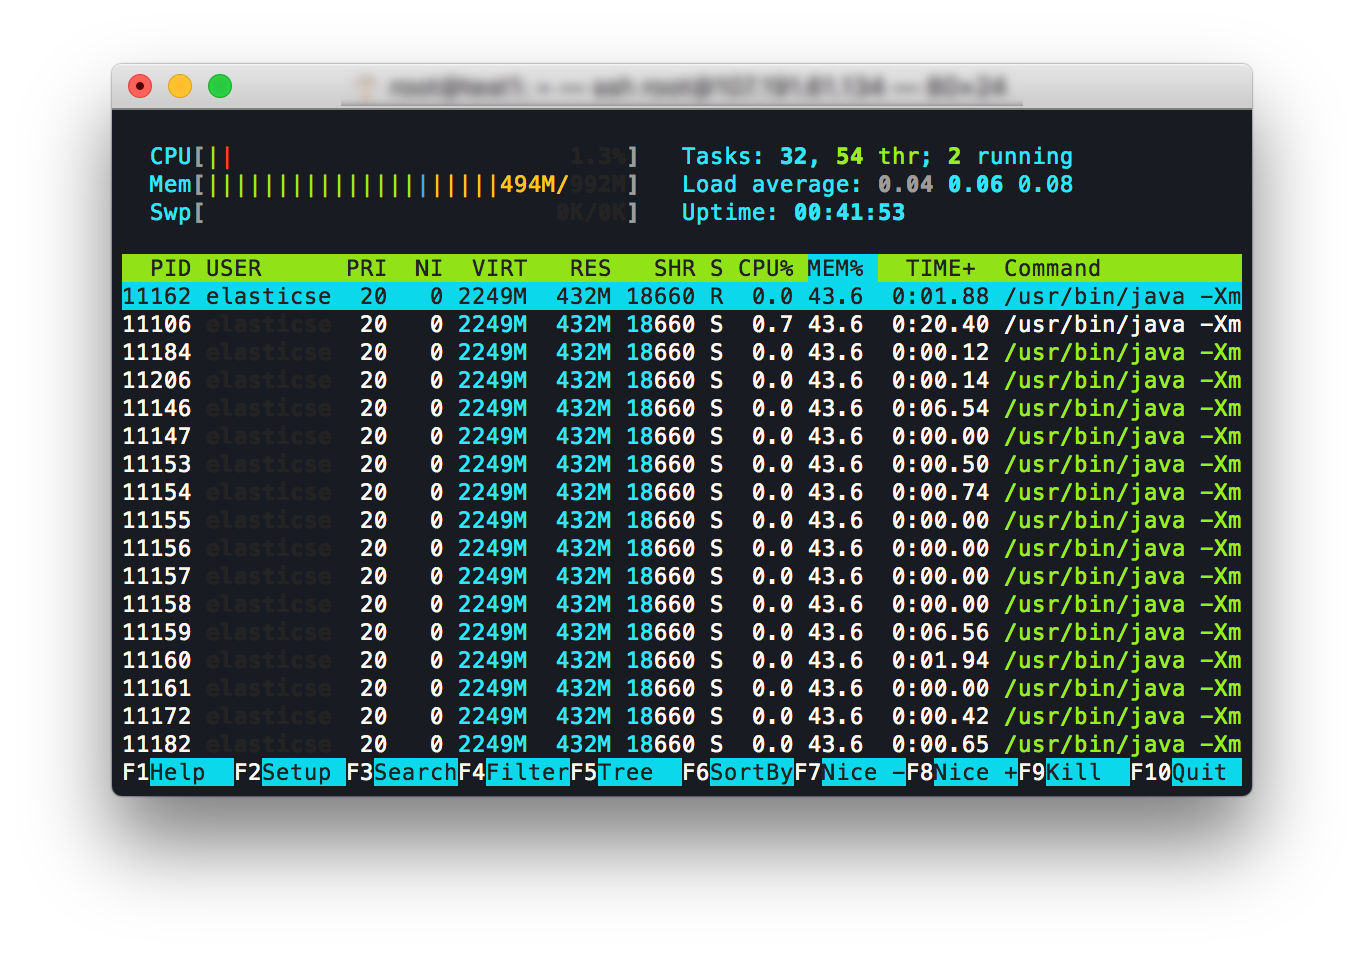 root@test1: ~ — ssh root@107.191.61.134 — 80×24
CPU[|| 1.3%] Tasks: 32, 54 thr; 2 running
Mem[|||||||||||||||||||||494M/992M] Load average: 0.04 0.06 0.08
Swp[ 0K/0K] Uptime: 00:41:53
PID USER PRI NI VIRT RES SHR S CPU% MEM% TIME+ Command
11162 elasticse 20 0 2249M 432M 18660 R 0.0 43.6 0:01.88 /usr/bin/java -Xm
11106 elasticse 20 0 2249M 432M 18660 S 0.7 43.6 0:20.40 /usr/bin/java -Xm
11184 elasticse 20 0 2249M 432M 18660 S 0.0 43.6 0:00.12 /usr/bin/java -Xm
11206 elasticse 20 0 2249M 432M 18660 S 0.0 43.6 0:00.14 /usr/bin/java -Xm
11146 elasticse 20 0 2249M 432M 18660 S 0.0 43.6 0:06.54 /usr/bin/java -Xm
11147 elasticse 20 0 2249M 432M 18660 S 0.0 43.6 0:00.00 /usr/bin/java -Xm
11153 elasticse 20 0 2249M 432M 18660 S 0.0 43.6 0:00.50 /usr/bin/java -Xm
11154 elasticse 20 0 2249M 432M 18660 S 0.0 43.6 0:00.74 /usr/bin/java -Xm
11155 elasticse 20 0 2249M 432M 18660 S 0.0 43.6 0:00.00 /usr/bin/java -Xm
11156 elasticse 20 0 2249M 432M 18660 S 0.0 43.6 0:00.00 /usr/bin/java -Xm
11157 elasticse 20 0 2249M 432M 18660 S 0.0 43.6 0:00.00 /usr/bin/java -Xm
11158 elasticse 20 0 2249M 432M 18660 S 0.0 43.6 0:00.00 /usr/bin/java -Xm
11159 elasticse 20 0 2249M 432M 18660 S 0.0 43.6 0:06.56 /usr/bin/java -Xm
11160 elasticse 20 0 2249M 432M 18660 S 0.0 43.6 0:01.94 /usr/bin/java -Xm
11161 elasticse 20 0 2249M 432M 18660 S 0.0 43.6 0:00.00 /usr/bin/java -Xm
11172 elasticse 20 0 2249M 432M 18660 S 0.0 43.6 0:00.42 /usr/bin/java -Xm
11182 elasticse 20 0 2249M 432M 18660 S 0.0 43.6 0:00.65 /usr/bin/java -Xm
F1Help F2Setup F3SearchF4FilterF5Tree F6SortByF7Nice -F8Nice +F9Kill F10Quit